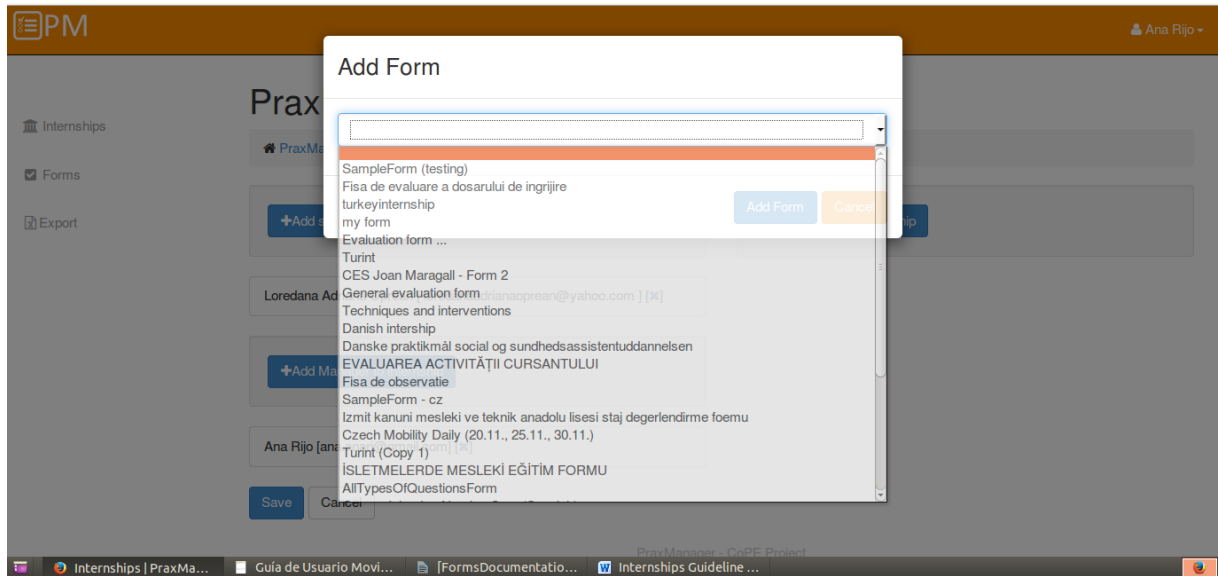 PM
Ana Rijo
Add Form
Prax
Internships
PraxMa
SampleForm (testing)
Forms
Fisa de evaluare a dosarului de ingrijire
turkeyinternship
Add Form
Cancel
my form
Export
+Add s
ip
Evaluation form ...
Turint
CES Joan Maragall - Form 2
Loredana Ad
General evaluation form
adrianaoprean@yahoo.com ] [✖]
Techniques and interventions
Danish intership
Danske praktikmål social og sundhedsassistentuddannelsen
EVALUAREA ACTIVITĂȚII CURSANTULUI
+Add Ma
Fisa de observatie
SampleForm - cz
Izmit kanuni mesleki ve teknik anadolu lisesi staj degerlendirme foemu
Czech Mobility Daily (20.11., 25.11., 30.11.)
Ana Rijo [ana
Turint (Copy 1)
İSLETMELERDE MESLEKİ EĞİTİM FORMU
AllTypesOfQuestionsForm
Save
Cancel
PraxManager - CoPE Project
Internships | PraxMa...
Guía de Usuario Movi...
[FormsDocumentatio...
Internships Guideline ...